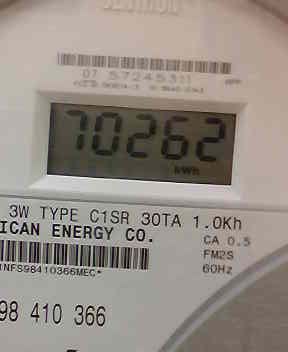 07 57245311
70262
kWh
3W TYPE C1SR 30TA 1.0Kh
ICAN ENERGY CO.
CA 0.5
FM2S
60Hz
1NFS98410366MEC*
98 410 366